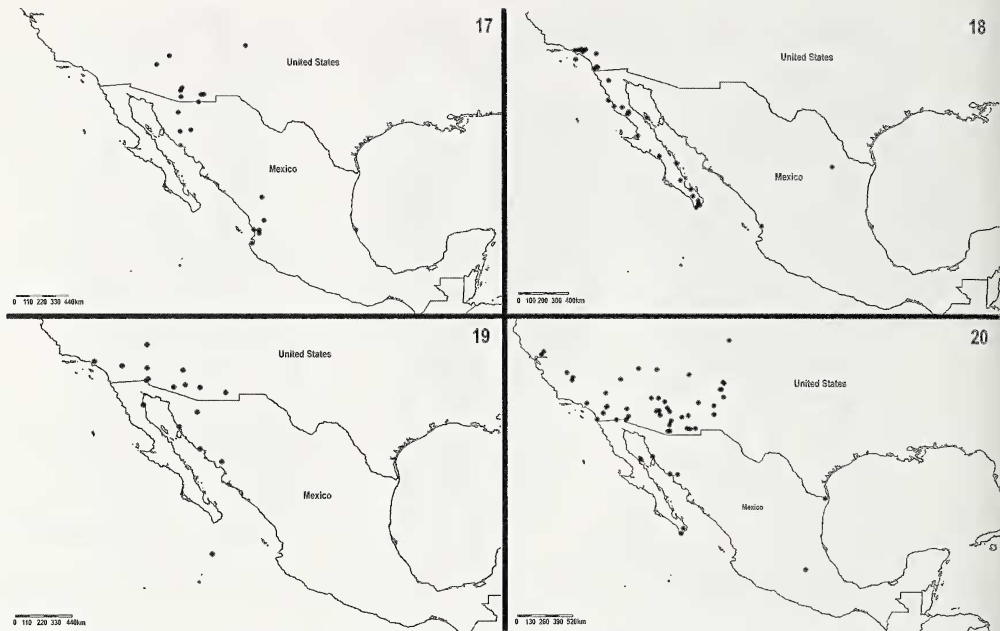 17
United States
Mexico
0 110 220 330 440km
18
United States
Mexico
0 100 200 300 400km
19
United States
Mexico
0 110 220 330 440km
20
United States
Mexico
0 130 260 390 520km